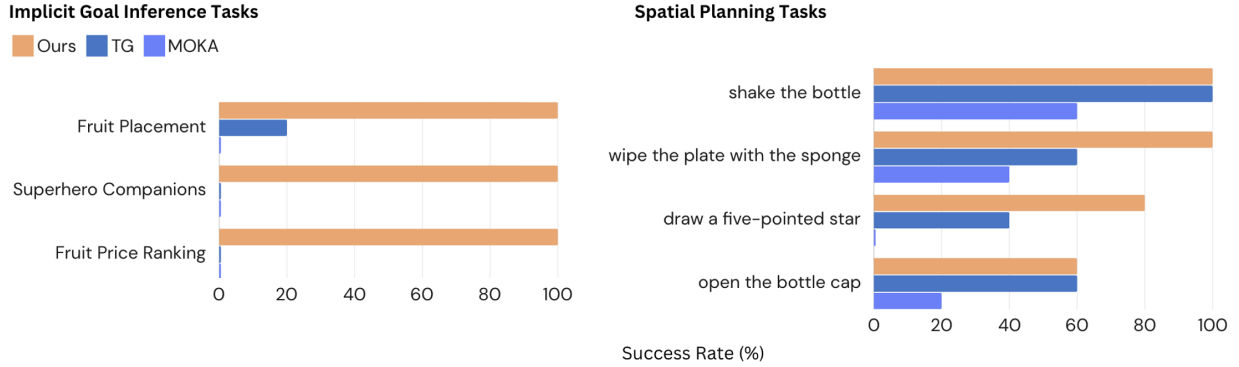 Implicit Goal Inference Tasks
Ours TG MOKA
Fruit Placement
Superhero Companions
Fruit Price Ranking
0 20 40 60 80 100
Spatial Planning Tasks
shake the bottle
wipe the plate with the sponge
draw a five-pointed star
open the bottle cap
0 20 40 60 80 100
Success Rate (%)